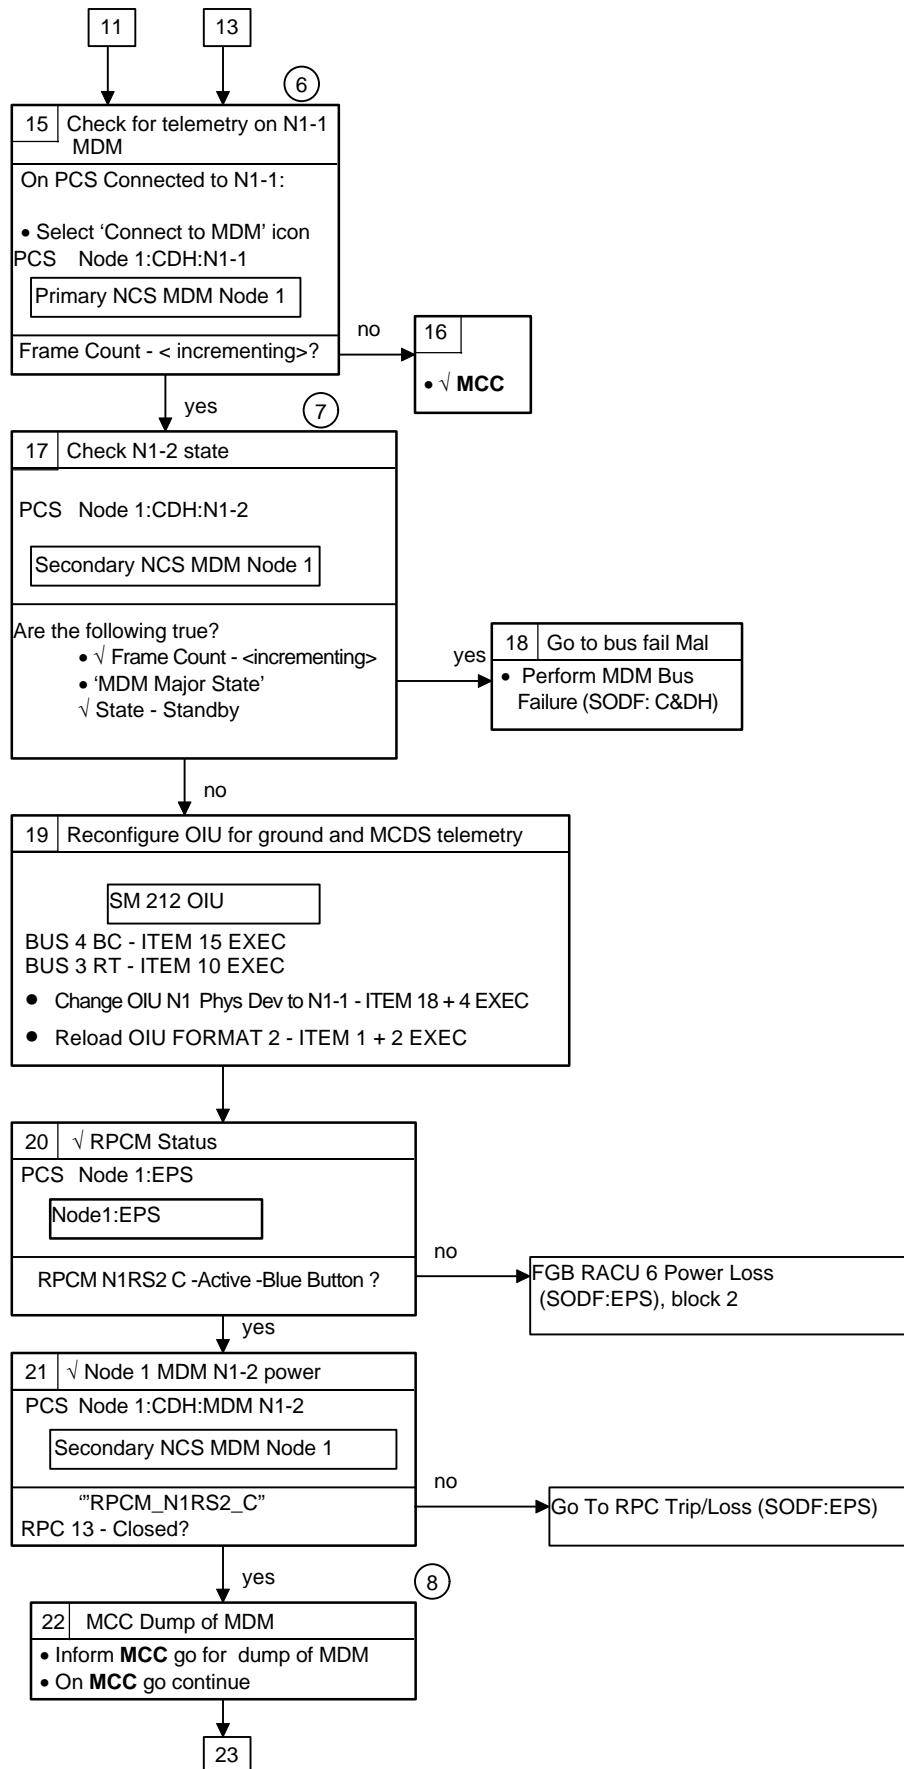 11
13
6
15 Check for telemetry on N1-1
MDM
On PCS Connected to N1-1:
• Select ‘Connect to MDM’ icon
PCS Node 1:CDH:N1-1
Primary NCS MDM Node 1
Frame Count - < incrementing>?
no
16
• √ MCC
yes
7
17 Check N1-2 state
PCS Node 1:CDH:N1-2
Secondary NCS MDM Node 1
Are the following true?
• √ Frame Count - <incrementing>
• ‘MDM Major State’
√ State - Standby
yes
18 Go to bus fail Mal
• Perform MDM Bus
Failure (SODF: C&DH)
no
19 Reconfigure OIU for ground and MCDS telemetry
SM 212 OIU
BUS 4 BC - ITEM 15 EXEC
BUS 3 RT - ITEM 10 EXEC
• Change OIU N1 Phys Dev to N1-1 - ITEM 18 + 4 EXEC
• Reload OIU FORMAT 2 - ITEM 1 + 2 EXEC
20 √ RPCM Status
PCS Node 1:EPS
Node1:EPS
RPCM N1RS2 C -Active -Blue Button ?
no
FGB RACU 6 Power Loss
(SODF:EPS), block 2
yes
21 √ Node 1 MDM N1-2 power
PCS Node 1:CDH:MDM N1-2
Secondary NCS MDM Node 1
‘”RPCM_N1RS2_C”
RPC 13 - Closed?
no
Go To RPC Trip/Loss (SODF:EPS)
yes
8
22 MCC Dump of MDM
• Inform MCC go for dump of MDM
• On MCC go continue
23